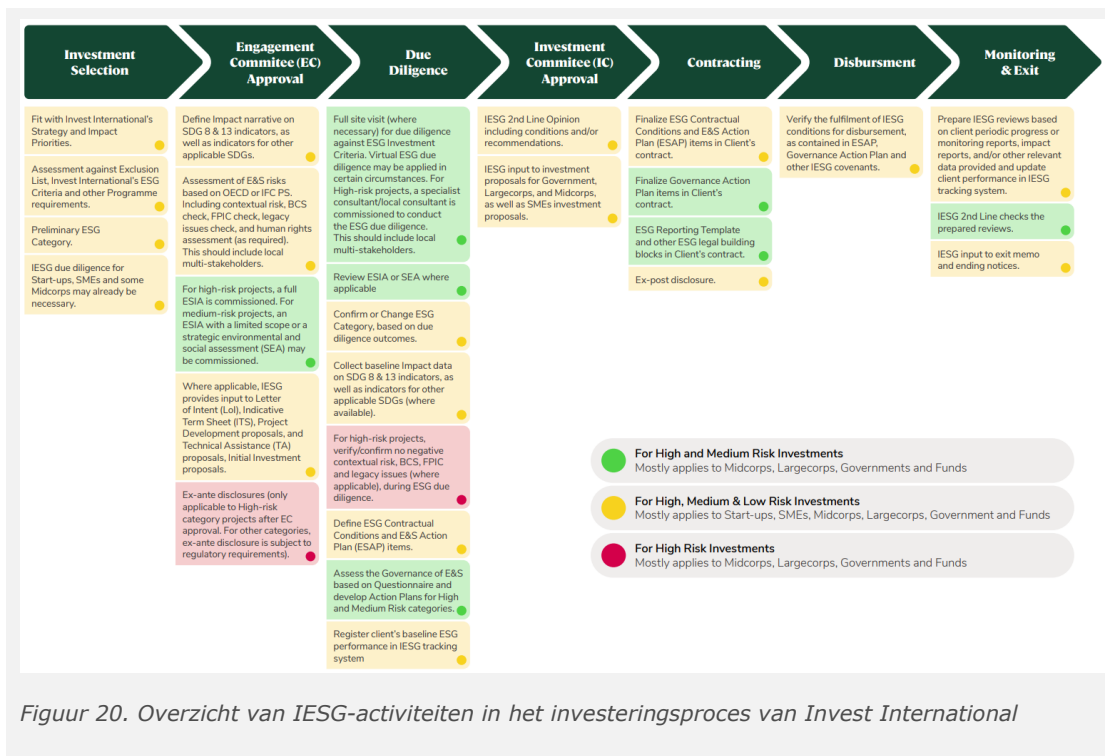 Investment
Selection
Engagement
Commitee (EC)
Approval
Due
Diligence
Investment
Commitee (IC)
Approval
Contracting
Disbursment
Monitoring
& Exit
Fit with Invest International's
Strategy and Impact
Priorities.
Assessment against Exclusion
List, Invest International's ESG
Criteria and other Programme
requirements.
Preliminary ESG
Category.
IESG due diligence for
Start-ups, SMEs and some
Midcorps may already be
necessary.
Define Impact narrative on
SDG 8 & 13 indicators, as
well as indicators for other
applicable SDGs.
Assessment of E&S risks
based on OECD or IFC PS.
Including contextual risk, BCS
check, FPIC check, legacy
issues check, and human rights
assessment (as required).
This should include local
multi-stakeholders.
For high-risk projects, a full
ESIA is commissioned. For
medium-risk projects, an
ESIA with a limited scope or a
strategic environmental and
social assessment (SEA) may
be commissioned.
Where applicable, IESG
provides input to Letter
of Intent (LoI), Indicative
Term Sheet (ITS), Project
Development proposals, and
Technical Assistance (TA)
proposals, Initial Investment
proposals.
Ex-ante disclosures (only
applicable to High-risk
category projects after EC
approval. For other categories,
ex-ante disclosure is subject to
regulatory requirements).
Full site visit (where
necessary) for due diligence
against ESG Investment
Criteria. Virtual ESG due
diligence may be applied in
certain circumstances. For
High-risk projects, a specialist
consultant/local consultant is
commissioned to conduct
the ESG due diligence.
This should include local
multi-stakeholders.
Review ESIA or SEA where
applicable
Confirm or Change ESG
Category, based on due
diligence outcomes.
Collect baseline Impact data
on SDG 8 & 13 indicators, as
well as indicators for other
applicable SDGs (where
available).
For high-risk projects,
verify/confirm no negative
contextual risk, BCS, FPIC
and legacy issues (where
applicable), during ESG due
diligence.
Define ESG Contractual
Conditions and E&S Action
Plan (ESAP) items.
Assess the Governance of E&S
based on Questionnaire and
develop Action Plans for High
and Medium Risk categories.
Register client's baseline ESG
performance in IESG tracking
system
IESG 2nd Line Opinion
including conditions and/or
recommendations.
IESG input to investment
proposals for Government,
Largecorps, and Midcorps,
as well as SMEs investment
proposals.
Finalize ESG Contractual
Conditions and E&S Action
Plan (ESAP) items in Client's
contract.
Finalize Governance Action
Plan items in Client's
contract.
ESG Reporting Template
and other ESG legal building
blocks in Client's contract.
Ex-post disclosure.
Verify the fulfilment of IESG
conditions for disbursement,
as contained in ESAP,
Governance Action Plan and
other IESG covenants.
Prepare IESG reviews based
on client periodic progress or
monitoring reports, impact
reports, and/or other relevant
data provided and update
client performance in IESG
tracking system.
IESG 2nd Line checks the
prepared reviews.
IESG input to exit memo
and ending notices.
For High and Medium Risk Investments
Mostly applies to Midcorps, Largecorps, Governments and Funds
For High, Medium & Low Risk Investments
Mostly applies to Start-ups, SMEs, Midcorps, Largecorps, Government and Funds
For High Risk Investments
Mostly applies to Midcorps, Largecorps, Governments and Funds
Figuur 20. Overzicht van IESG-activiteiten in het investeringsproces van Invest International